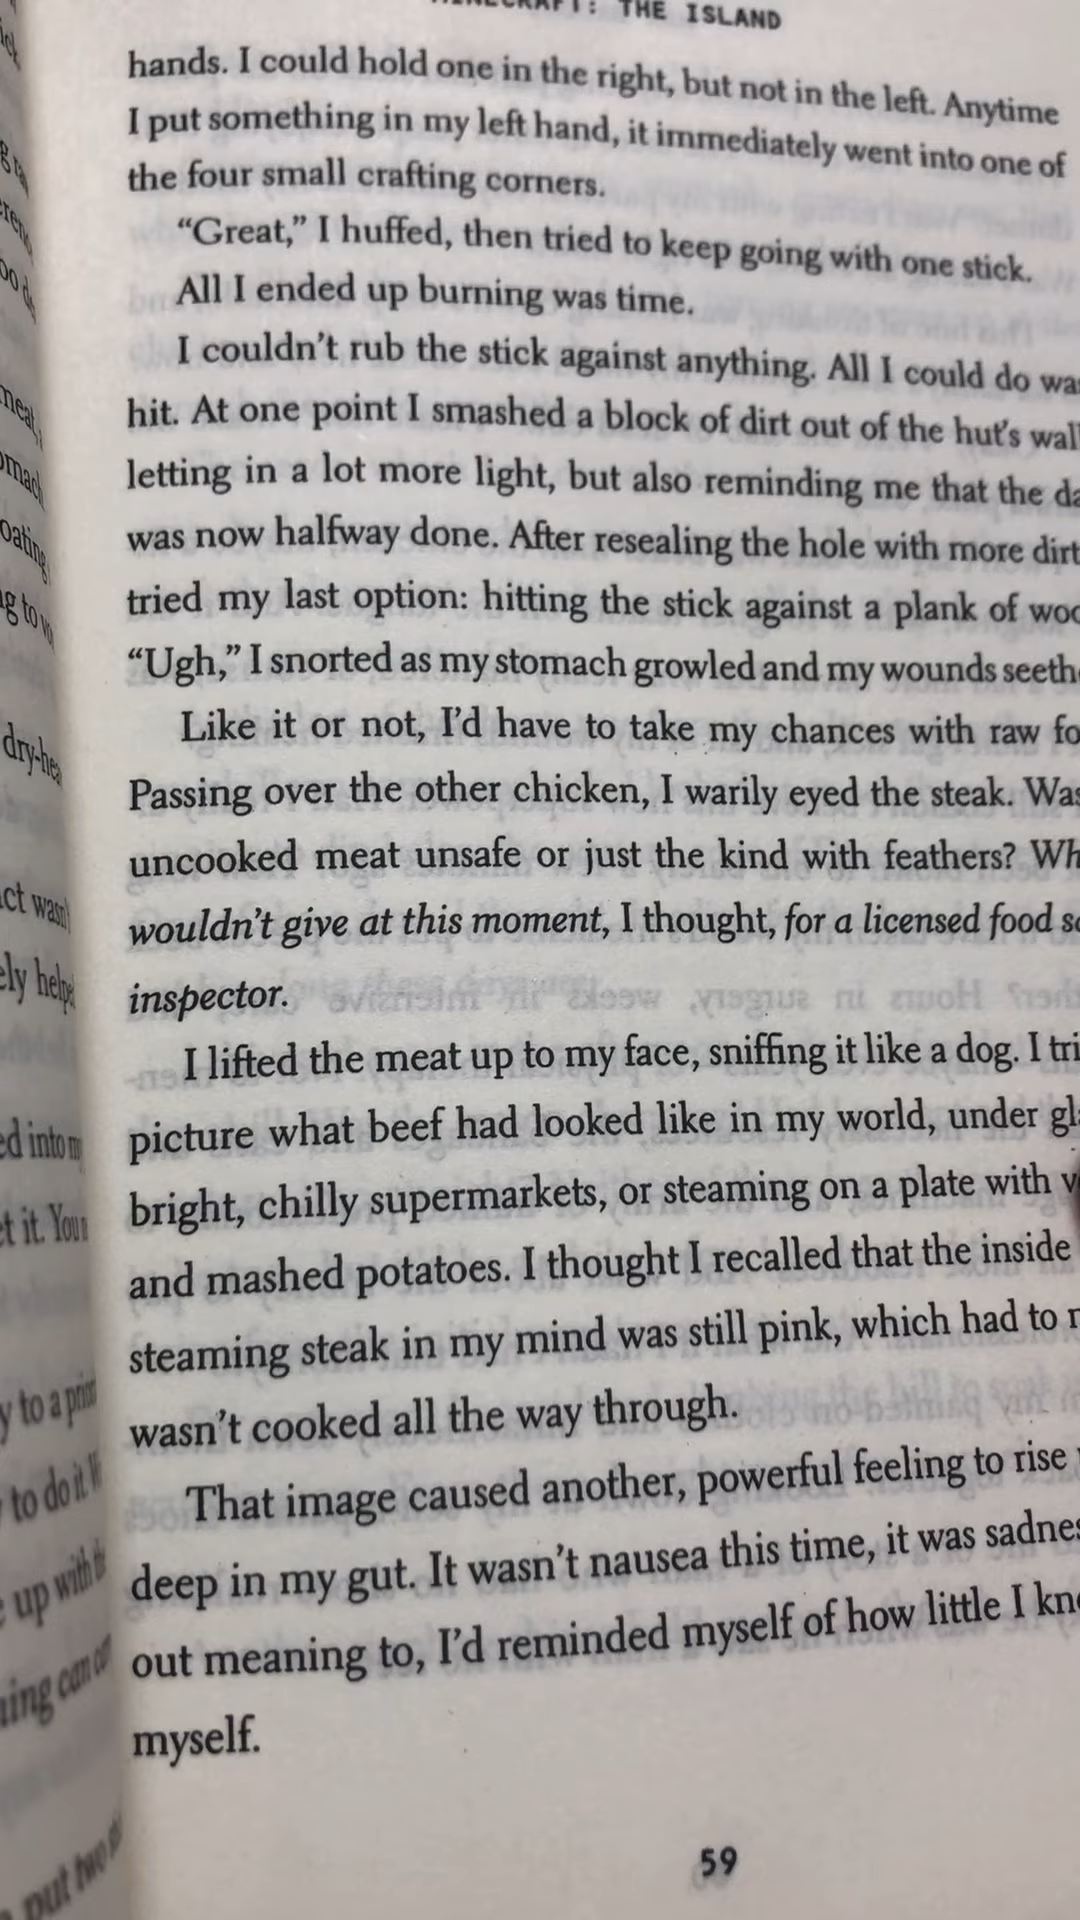 THE ISLAND
hands. I could hold one in the right, but not in the left. Anytime
I put something in my left hand, it immediately went into one of
the four small crafting corners.
“Great,” I huffed, then tried to keep going with one stick.
All I ended up burning was time.
I couldn’t rub the stick against anything. All I could do
hit. At one point I smashed a block of dirt out of the hut’s
letting in a lot more light, but also reminding me that the
was now halfway done. After resealing the hole with more dirt
tried my last option: hitting the stick against a plank of
“Ugh,” I snorted as my stomach growled and my wounds
Like it or not, I’d have to take my chances with raw
Passing over the other chicken, I warily eyed the steak.
uncooked meat unsafe or just the kind with feathers?
wouldn’t give at this moment, I thought, for a licensed food
inspector.
I lifted the meat up to my face, sniffing it like a dog. I
picture what beef had looked like in my world, under
bright, chilly supermarkets, or steaming on a plate with
and mashed potatoes. I thought I recalled that the inside
steaming steak in my mind was still pink, which had to
wasn’t cooked all the way through.
That image caused another, powerful feeling to rise
deep in my gut. It wasn’t nausea this time, it was
out meaning to, I’d reminded myself of how little I
myself.
59